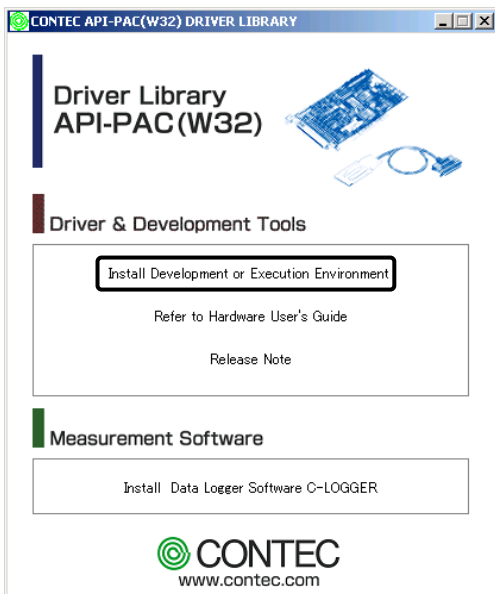 CONTEC API-PAC(W32) DRIVER LIBRARY
Driver Library
API-PAC(W32)
Driver & Development Tools
Install Development or Execution Environment
Refer to Hardware User's Guide
Release Note
Measurement Software
Install Data Logger Software C-LOGGER
CONTEC
www.contec.com